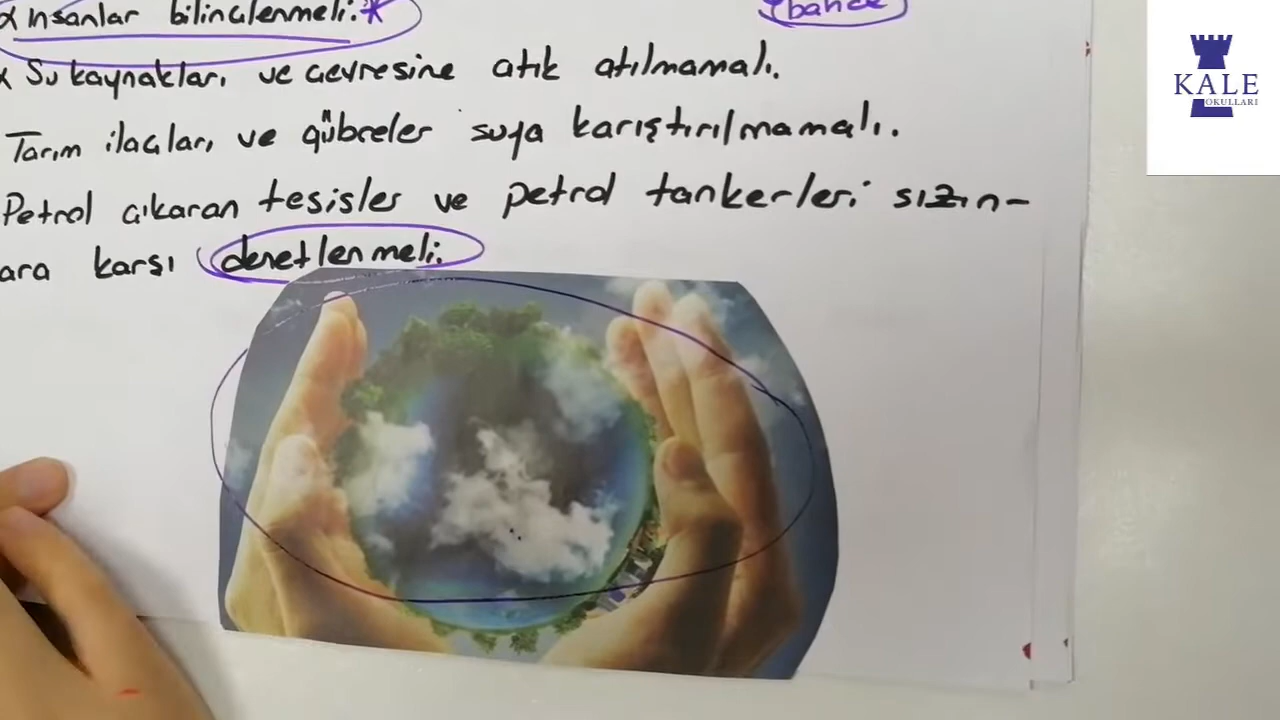 İnsanlar bilinçlenmeli.*
(bahçe
Su kaynakları ve çevresine atık atılmamalı.
Tarım ilaçları ve gübreler suya karıştırılmamalı.
Petrol çıkaran tesisler ve petrol tankerleri sızın-
ara karşı denetlenmeli.
KALE
OKULLARI